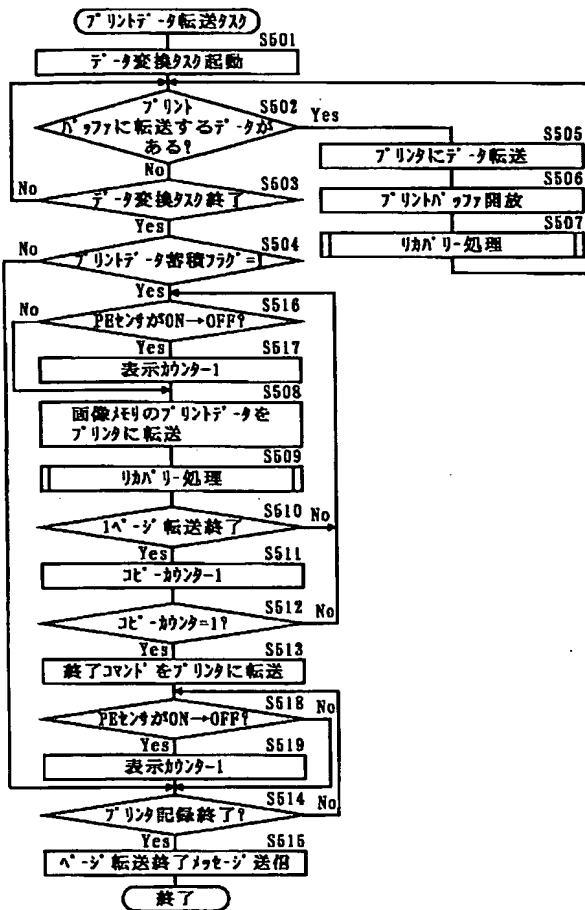 プリントデータ転送タスク
S501
データ変換タスク起動
S502
プリント
バッファに転送するデータが
ある?
Yes
No
S505
プリンタにデータ転送
S506
プリントバッファ開放
S507
リカバリー処理
S503
データ変換タスク終了
No
Yes
S504
プリントデータ蓄積フラグ=1
No
Yes
S516
PEセンサがON→OFF?
No
Yes
S517
表示カウンター1
S508
画像メモリのプリントデータを
プリンタに転送
S509
リカバリー処理
S510
1ページ転送終了
No
Yes
S511
コピーカウンター1
S512
コピーカウンタ=1?
No
Yes
S513
終了コマンドをプリンタに転送
S518
PEセンサがON→OFF?
No
Yes
S519
表示カウンター1
S514
プリンタ記録終了?
No
Yes
S515
ページ転送終了メッセージ送信
終了